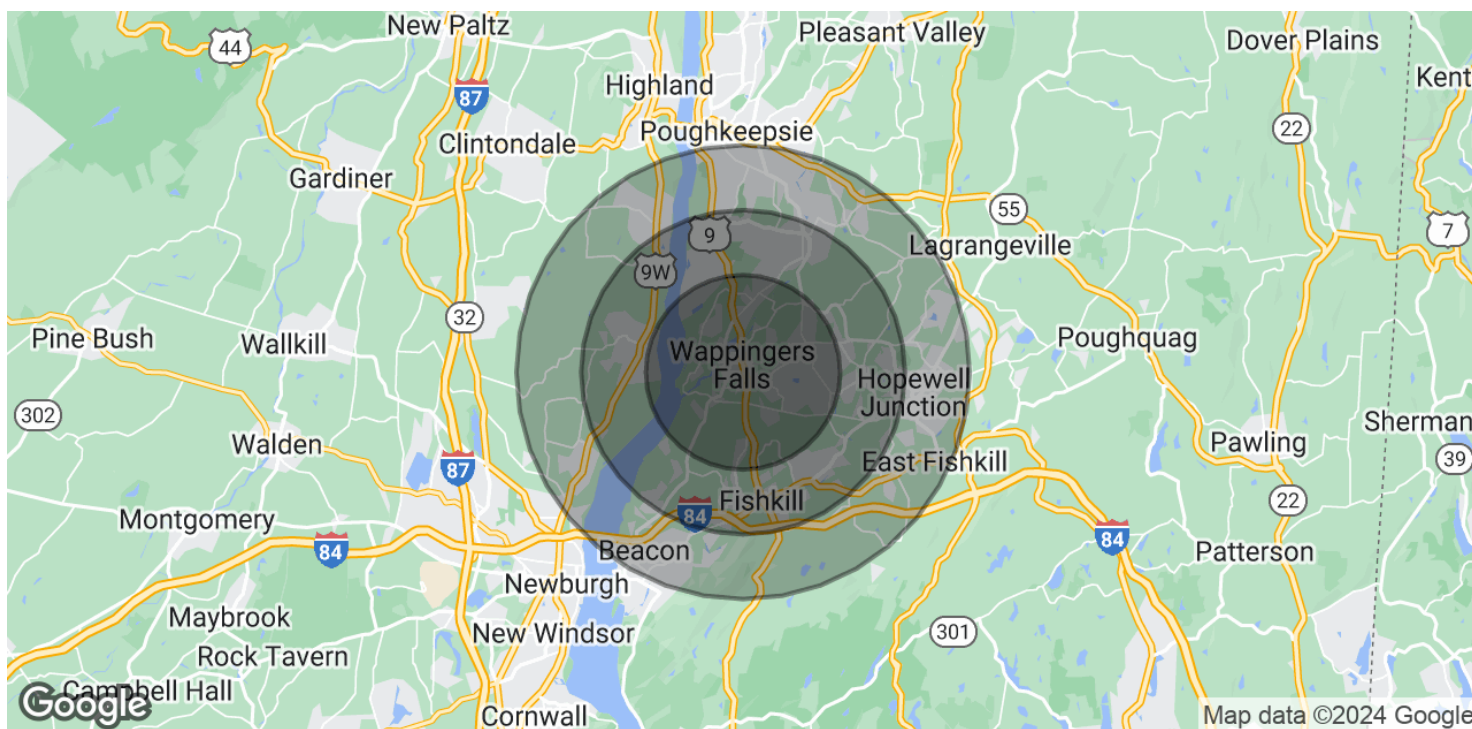 New Paltz
Pleasant Valley
Dover Plains
44
Kent
Highland
87
22
Poughkeepsie
Clintondale
Gardiner
55
9
7
Lagrangeville
9W
32
Pine Bush
Wallkill
Poughquag
Wappingers
Falls
Hopewell
Junction
302
Sherman
Walden
Pawling
East Fishkill
39
87
Fishkill
22
84
Montgomery
84
84
Beacon
Patterson
Newburgh
Maybrook
New Windsor
301
Rock Tavern
Campbell Hall
Google
Cornwall
Map data ©2024 Google